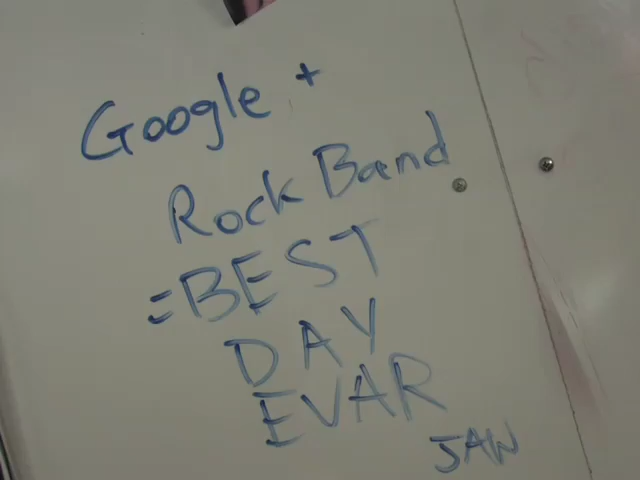 Google +
Rock Band
= BEST
DAY
EVAR
JAW